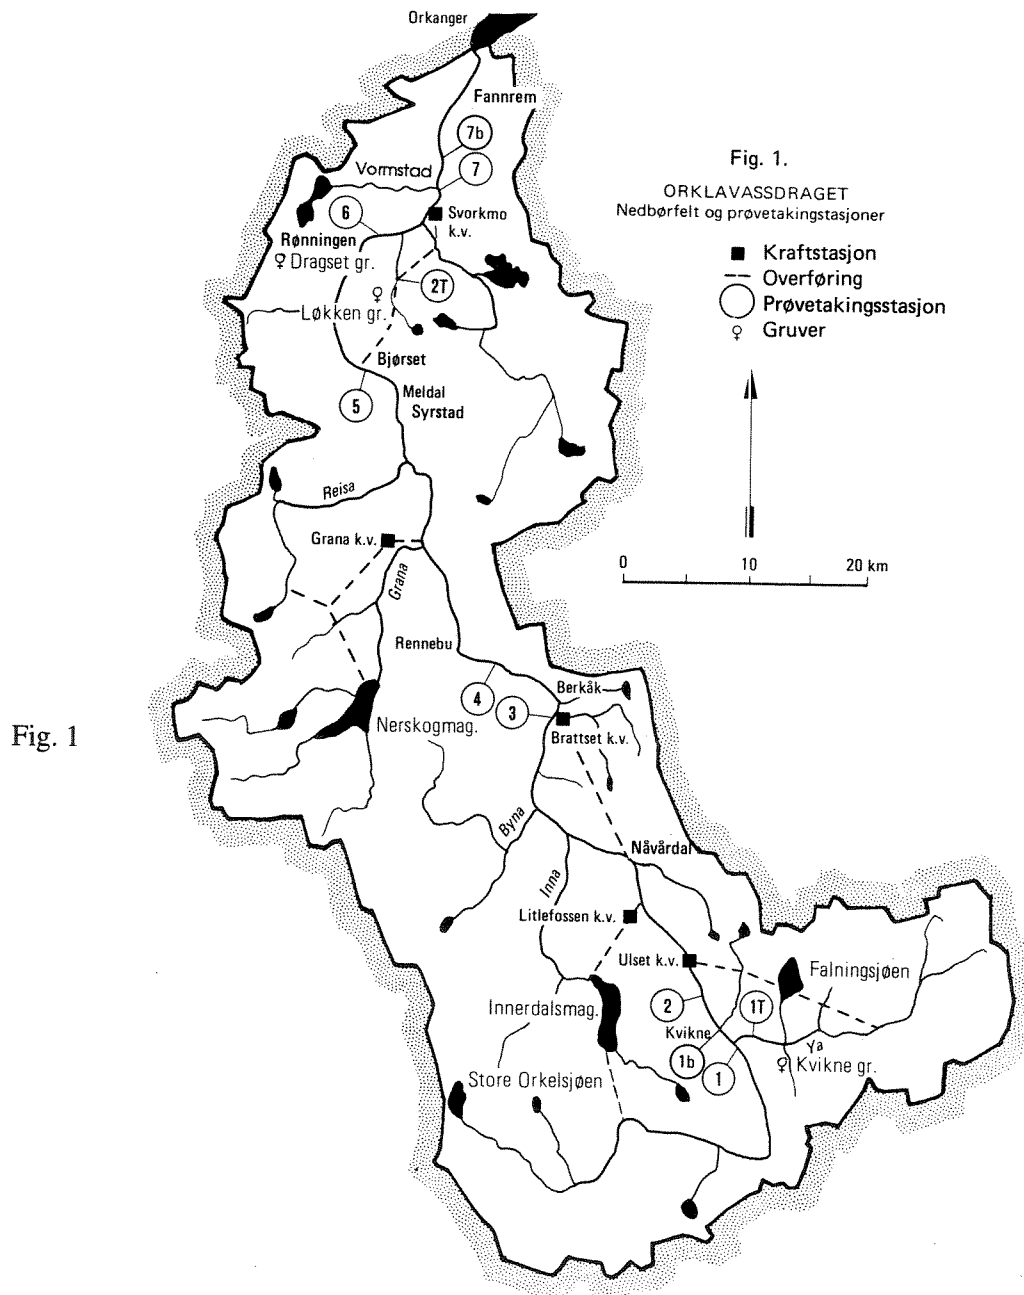 Orkanger
Fannrem
7b
Vormstad
7
6
Svorkmo
k.v.
Rønningen
Dragset gr.
2T
Løkken gr.
Bjørset
5
Meldal
Syrstad
Reisa
Grana k.v.
Grana
Rennebu
4
3
Berkåk
Brattset k.v.
Nerskogmag.
Byna
Inna
Nåvårdal
Litlefossen k.v.
Ulset k.v.
Falningsjøen
Innerdalsmag.
2
1T
Kvikne
1b
1
Ya
Kvikne gr.
Store Orkelsjøen
Fig. 1.
ORKLAVASSDRAGET
Nedbørfelt og prøvetakingstasjoner
Kraftstasjon
Overføring
Prøvetakingsstasjon
♀ Gruver
0 10 20 km
Fig. 1